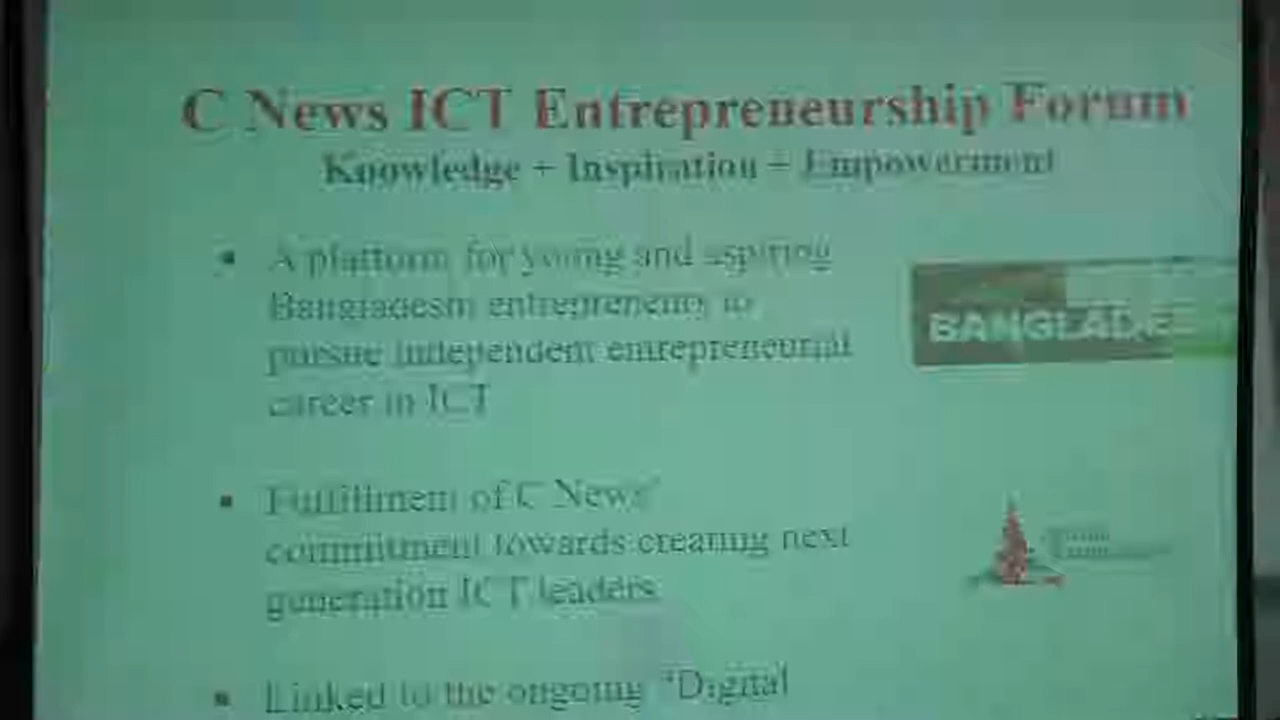 C News ICT Entrepreneurship Forum
Knowledge + Inspiration + Empowerment
▪ A platform for young and aspiring
Bangladeshi entrepreneurs to
pursue independent entrepreneurial
career in ICT
BANGLADE
▪ Fulfillment of C News'
commitment towards creating next
generation ICT leaders
▪ Linked to the ongoing "Digital